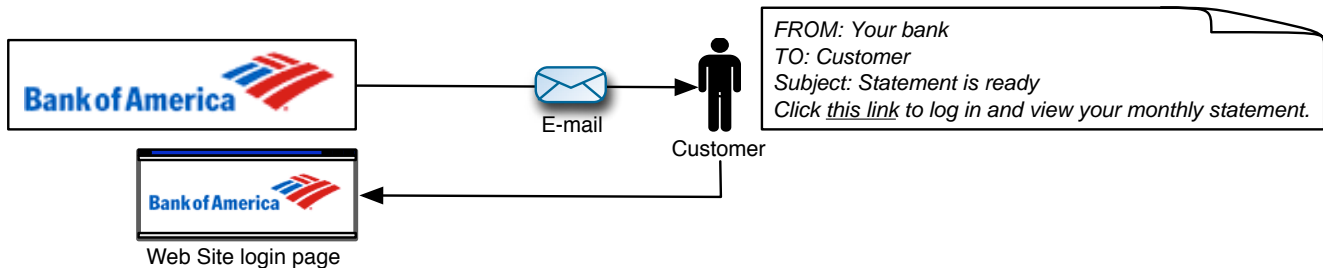 FROM: Your bank
TO: Customer
Subject: Statement is ready
Click this link to log in and view your monthly statement.
Bank of America
E-mail
Customer
Bank of America
Web Site login page